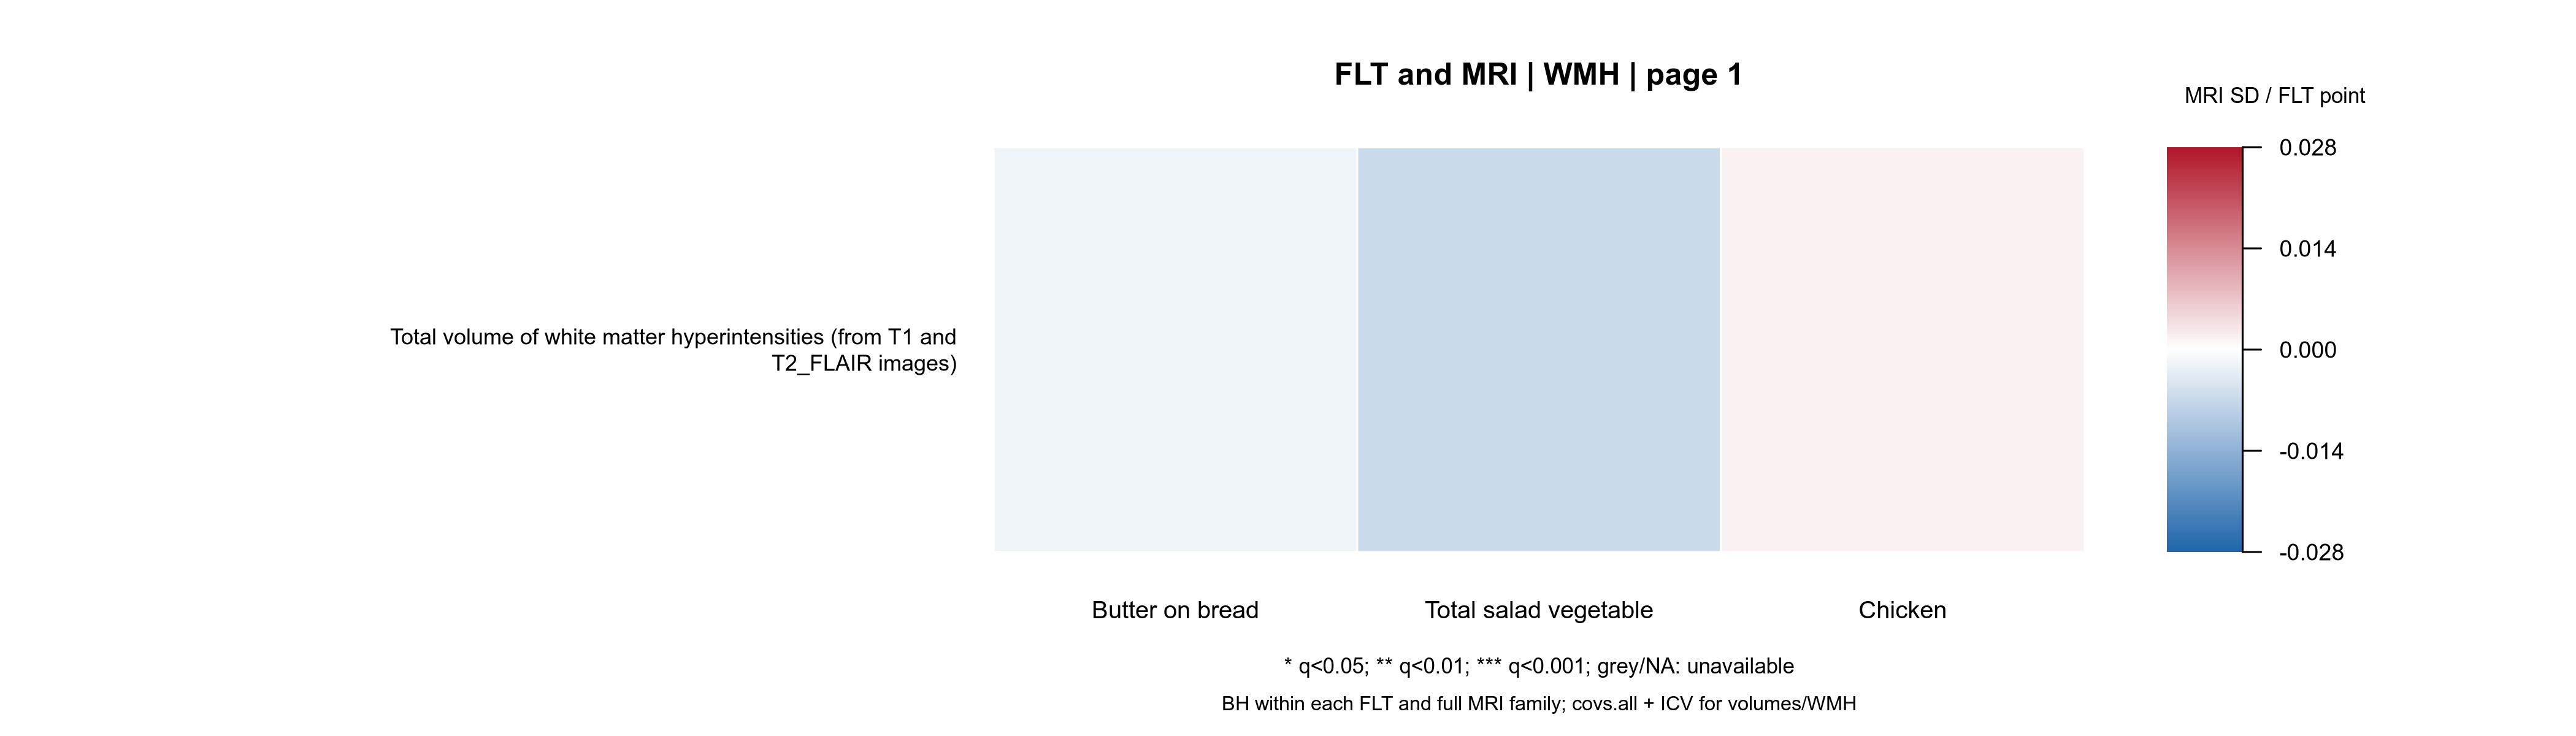 FLT and MRI | WMH | page 1
MRI SD / FLT point
0.028
0.014
0.000
-0.014
-0.028
Total volume of white matter hyperintensities (from T1 and
T2_FLAIR images)
Butter on bread
Total salad vegetable
Chicken
* q<0.05; ** q<0.01; *** q<0.001; grey/NA: unavailable
BH within each FLT and full MRI family; covs.all + ICV for volumes/WMH